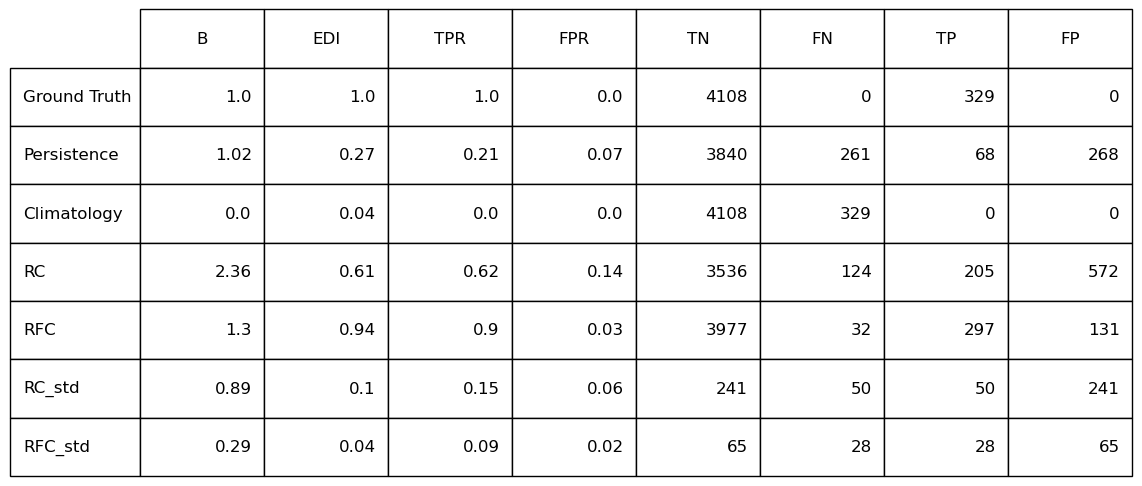 B EDI TPR FPR TN FN TP FP
Ground Truth 1.0 1.0 1.0 0.0 4108 0 329 0
Persistence 1.02 0.27 0.21 0.07 3840 261 68 268
Climatology 0.0 0.04 0.0 0.0 4108 329 0 0
RC 2.36 0.61 0.62 0.14 3536 124 205 572
RFC 1.3 0.94 0.9 0.03 3977 32 297 131
RC_std 0.89 0.1 0.15 0.06 241 50 50 241
RFC_std 0.29 0.04 0.09 0.02 65 28 28 65